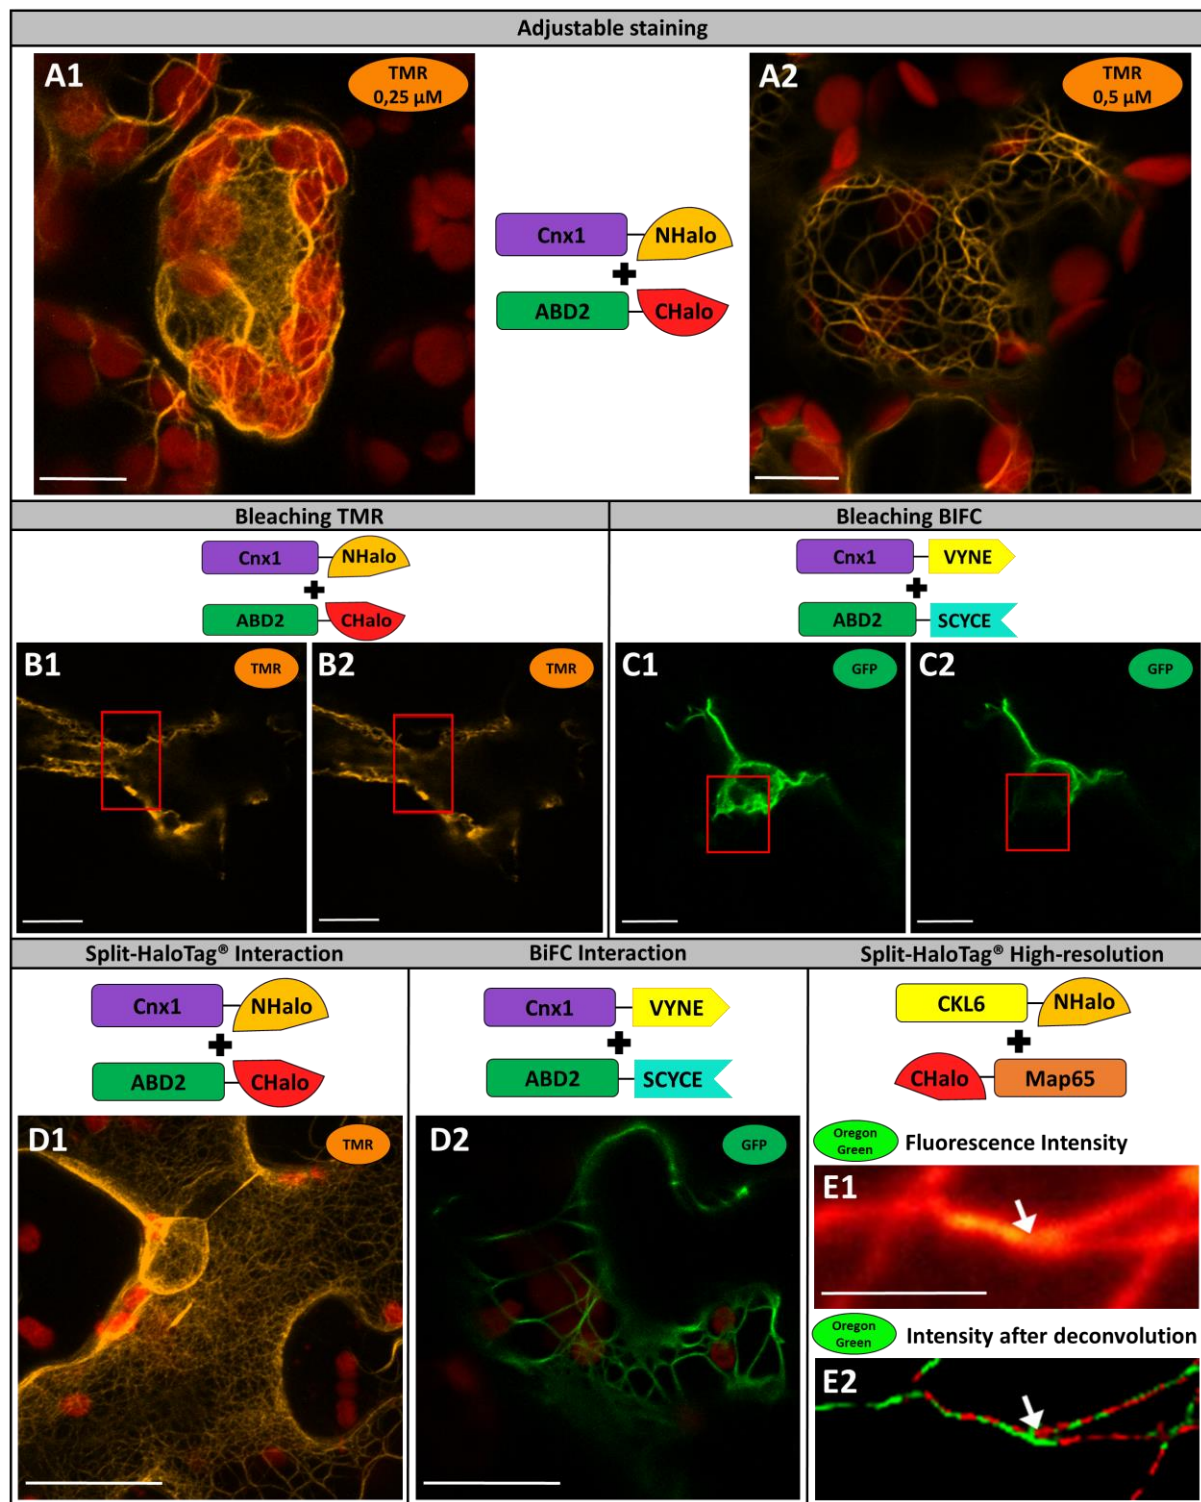 Adjustable staining
A1
TMR
0,25 µM
A2
TMR
0,5 µM
Cnx1
NHalo
ABD2
CHalo
Bleaching TMR
Bleaching BIFC
Cnx1
NHalo
ABD2
CHalo
Cnx1
VYNE
ABD2
SCYCE
B1
TMR
B2
TMR
C1
GFP
C2
GFP
Split-HaloTag® Interaction
BiFC Interaction
Split-HaloTag® High-resolution
Cnx1
NHalo
ABD2
CHalo
Cnx1
VYNE
ABD2
SCYCE
CKL6
NHalo
CHalo
Map65
D1
TMR
D2
GFP
Oregon
Green
Fluorescence Intensity
E1
Oregon
Green
Intensity after deconvolution
E2